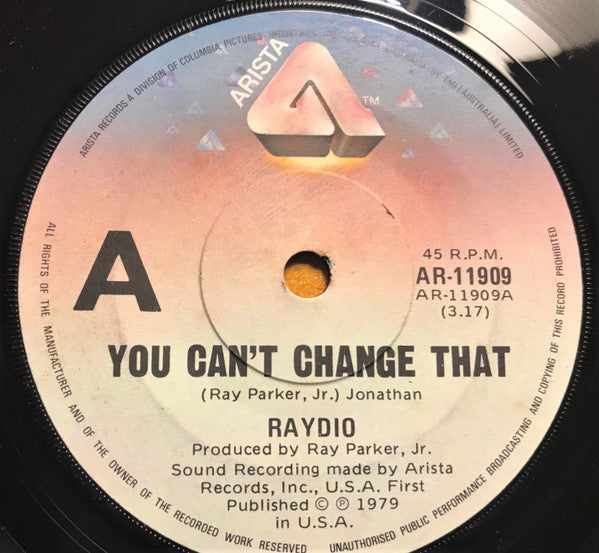 ARISTA RECORDS A DIVISION OF COLUMBIA PICTURES INDUSTRIES
BY EMI (AUSTRALIA) LIMITED
ARISTA
TM
A
45 R.P.M.
AR-11909
AR-11909A
(3.17)
YOU CAN'T CHANGE THAT
(Ray Parker, Jr.) Jonathan
RAYDIO
Produced by Ray Parker, Jr.
Sound Recording made by Arista
Records, Inc., U.S.A. First
Published © ℗ 1979
in U.S.A.
ALL RIGHTS OF THE MANUFACTURER AND OF THE OWNER OF THE RECORDED WORK RESERVED
UNAUTHORISED PUBLIC PERFORMANCE BROADCASTING AND COPYING OF THIS RECORD PROHIBITED